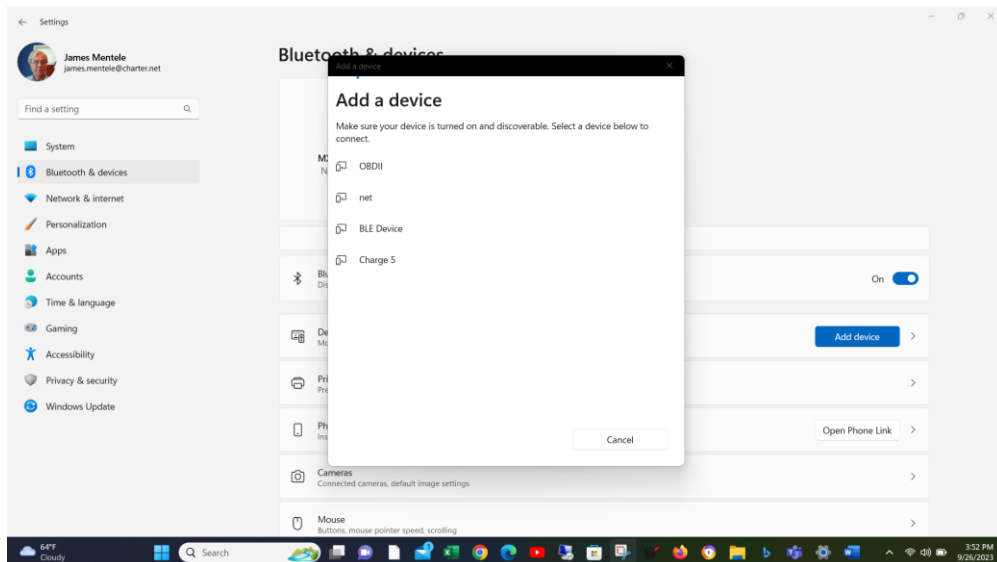 Settings
James Mentele
james.mentele@charter.net
Find a setting
System
Bluetooth & devices
Network & internet
Personalization
Apps
Accounts
Time & language
Gaming
Accessibility
Privacy & security
Windows Update
Bluetooth & devices
Add a device
Add a device
Make sure your device is turned on and discoverable. Select a device below to
connect.
OBDII
net
BLE Device
Charge 5
Cancel
On
Add device
Open Phone Link
Cameras
Connected cameras, default image settings
Mouse
Buttons, mouse pointer speed, scrolling
64°F
Cloudy
Search
3:52 PM
9/26/2023